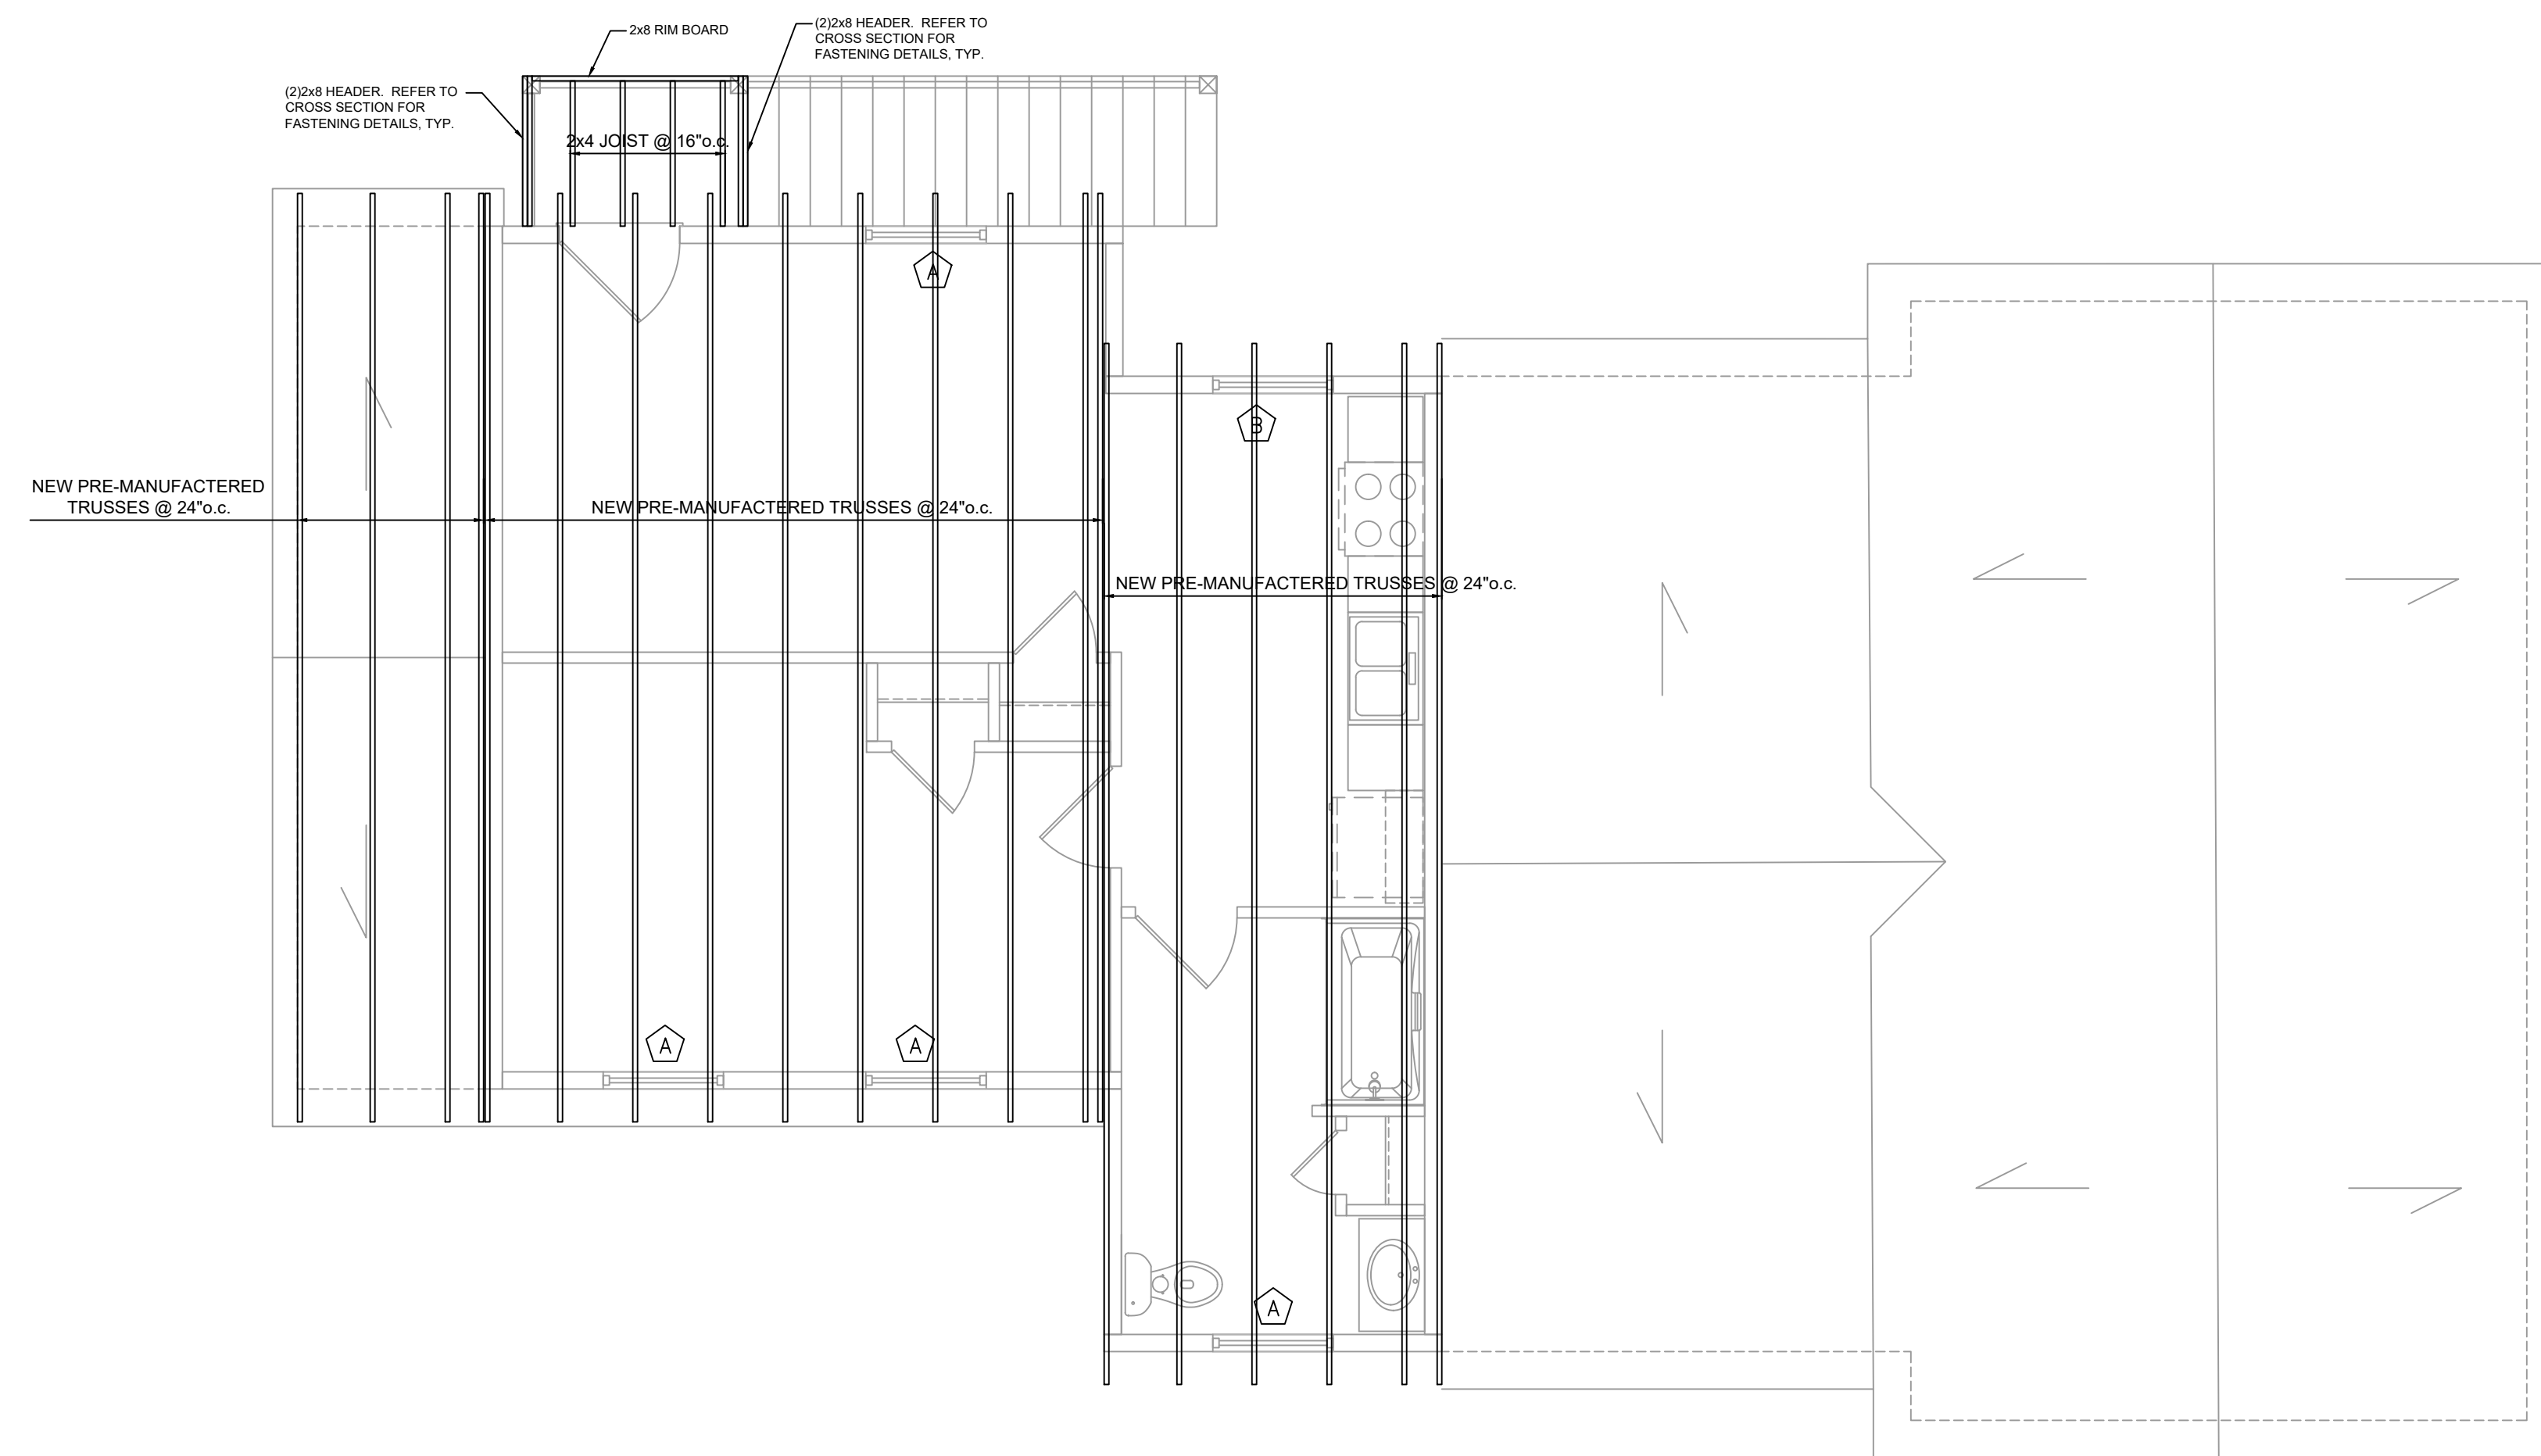 2x8 RIM BOARD
(2)2x8 HEADER. REFER TO
CROSS SECTION FOR
FASTENING DETAILS, TYP.
(2)2x8 HEADER. REFER TO
CROSS SECTION FOR
FASTENING DETAILS, TYP.
2x4 JOIST @ 16"o.c.
A
B
NEW PRE-MANUFACTERED
TRUSSES @ 24"o.c.
NEW PRE-MANUFACTERED TRUSSES @ 24"o.c.
NEW PRE-MANUFACTERED TRUSSES @ 24"o.c.
A
A
A